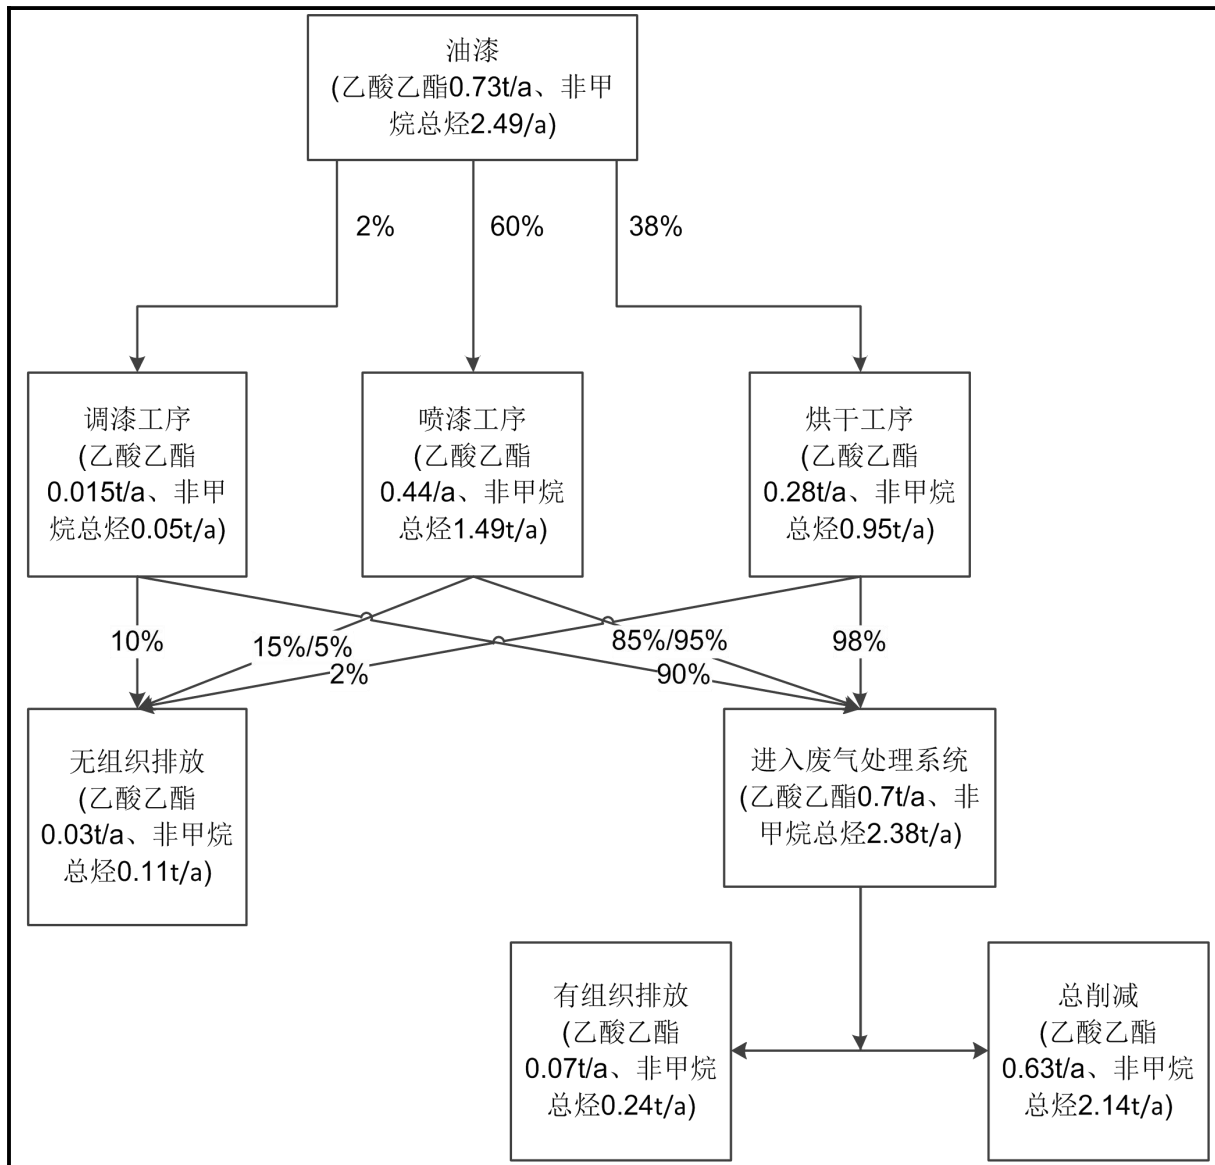 油漆
(乙酸乙酯0.73t/a、非甲
烷总烃2.49/a)
2%
60%
38%
调漆工序
(乙酸乙酯
0.015t/a、非甲
烷总烃0.05t/a)
喷漆工序
(乙酸乙酯
0.44/a、非甲烷
总烃1.49t/a)
烘干工序
(乙酸乙酯
0.28t/a、非甲烷
总烃0.95t/a)
10%
15%/5%
85%/95%
98%
2%
90%
无组织排放
(乙酸乙酯
0.03t/a、非甲烷
总烃0.11t/a)
进入废气处理系统
(乙酸乙酯0.7t/a、非
甲烷总烃2.38t/a)
有组织排放
(乙酸乙酯
0.07t/a、非甲烷
总烃0.24t/a)
总削减
(乙酸乙酯
0.63t/a、非甲烷
总烃2.14t/a)